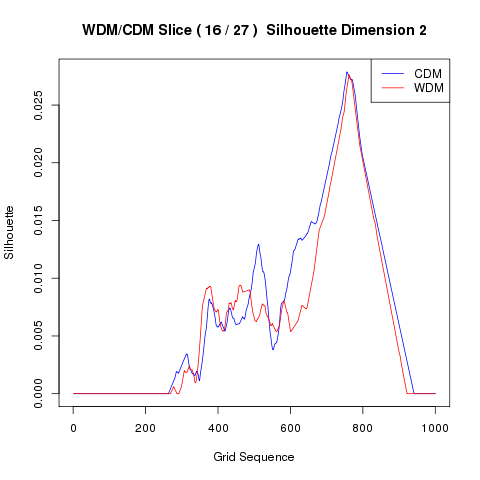 WDM/CDM Slice ( 16 / 27 )  Silhouette Dimension 2
CDM
WDM
Silhouette
0.025
0.020
0.015
0.010
0.005
0.000
0 200 400 600 800 1000
Grid Sequence